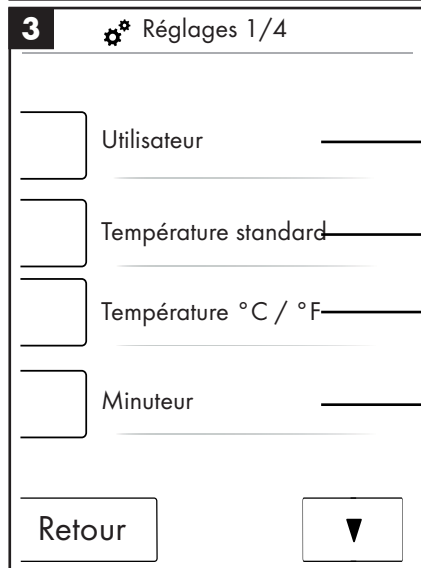 3
Réglages 1/4
Utilisateur
Température standard
Température °C / °F
Minuteur
Retour